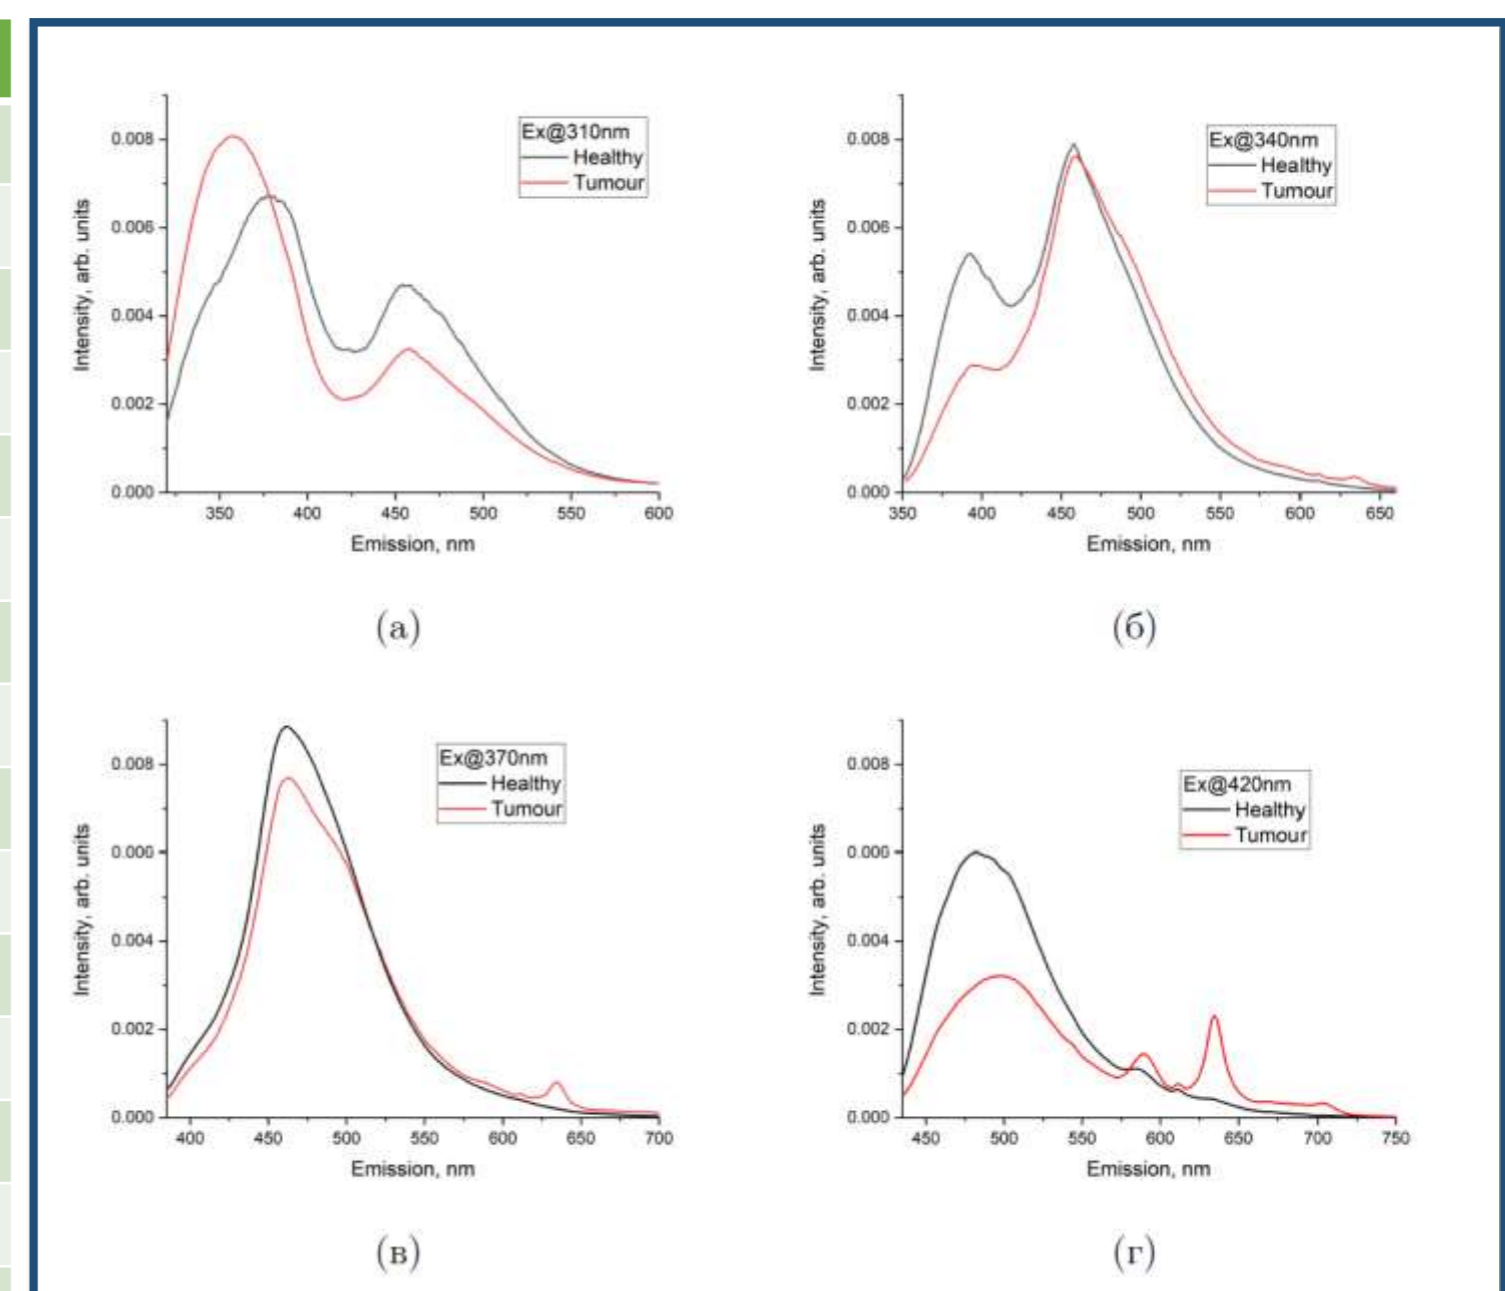 Ex@310nm
Healthy
Tumour
0.008
0.006
0.004
0.002
0.000
Intensity, arb. units
350 400 450 500 550 600
Emission, nm
(а)
Ex@340nm
Healthy
Tumour
0.008
0.006
0.004
0.002
0.000
Intensity, arb. units
350 400 450 500 550 600 650
Emission, nm
(б)
Ex@370nm
Healthy
Tumour
0.008
0.006
0.004
0.002
0.000
Intensity, arb. units
400 450 500 550 600 650 700
Emission, nm
(в)
Ex@420nm
Healthy
Tumour
0.008
0.006
0.004
0.002
0.000
Intensity, arb. units
450 500 550 600 650 700 750
Emission, nm
(г)